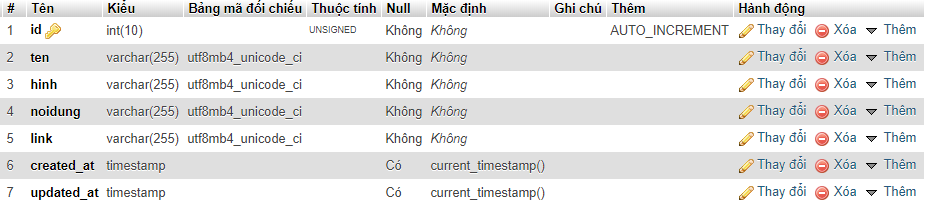 # Tên Kiểu Bảng mã đối chiếu Thuộc tính Null Mặc định Ghi chú Thêm Hành động
1 id int(10) UNSIGNED Không Không AUTO_INCREMENT Thay đổi Xóa Thêm
2 ten varchar(255) utf8mb4_unicode_ci Không Không Thay đổi Xóa Thêm
3 hinh varchar(255) utf8mb4_unicode_ci Không Không Thay đổi Xóa Thêm
4 noidung varchar(255) utf8mb4_unicode_ci Không Không Thay đổi Xóa Thêm
5 link varchar(255) utf8mb4_unicode_ci Không Không Thay đổi Xóa Thêm
6 created_at timestamp Có current_timestamp() Thay đổi Xóa Thêm
7 updated_at timestamp Có current_timestamp() Thay đổi Xóa Thêm